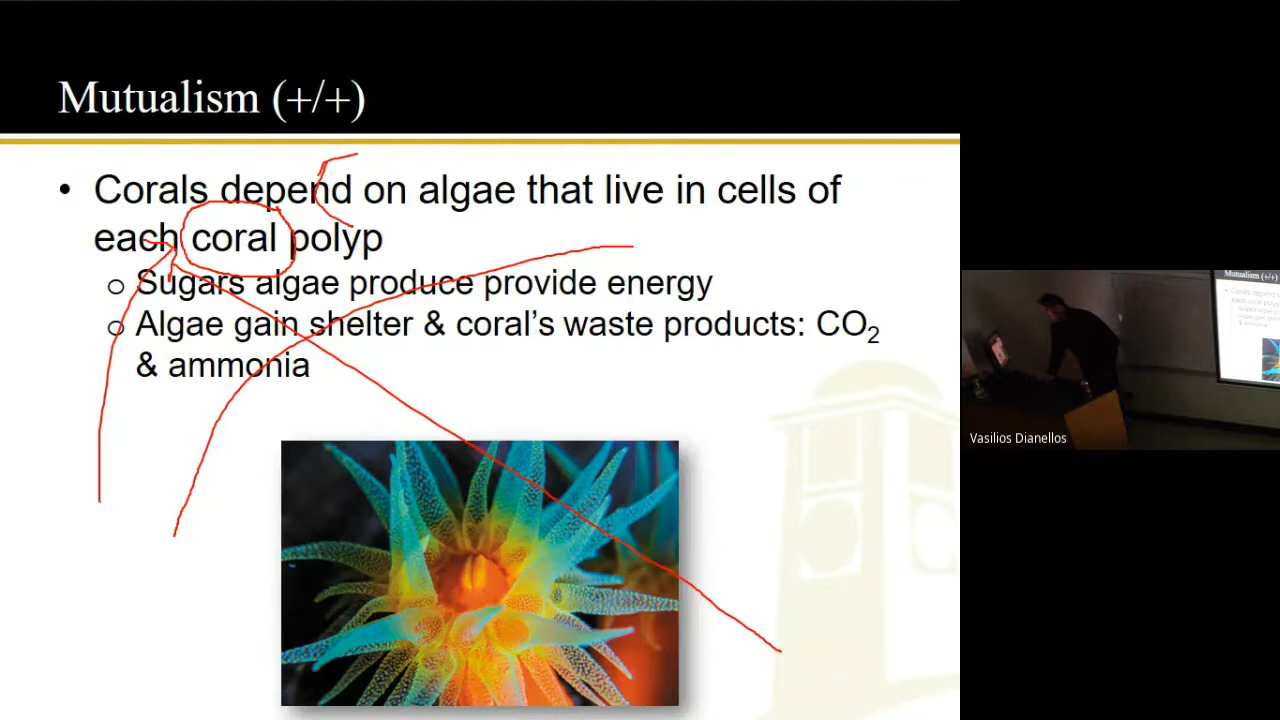 Mutualism (+/+)
• Corals depend on algae that live in cells of
each coral polyp
o Sugars algae produce provide energy
o Algae gain shelter & coral's waste products: CO2
& ammonia
Vasilios Dianellos
Mutualism (+/+)